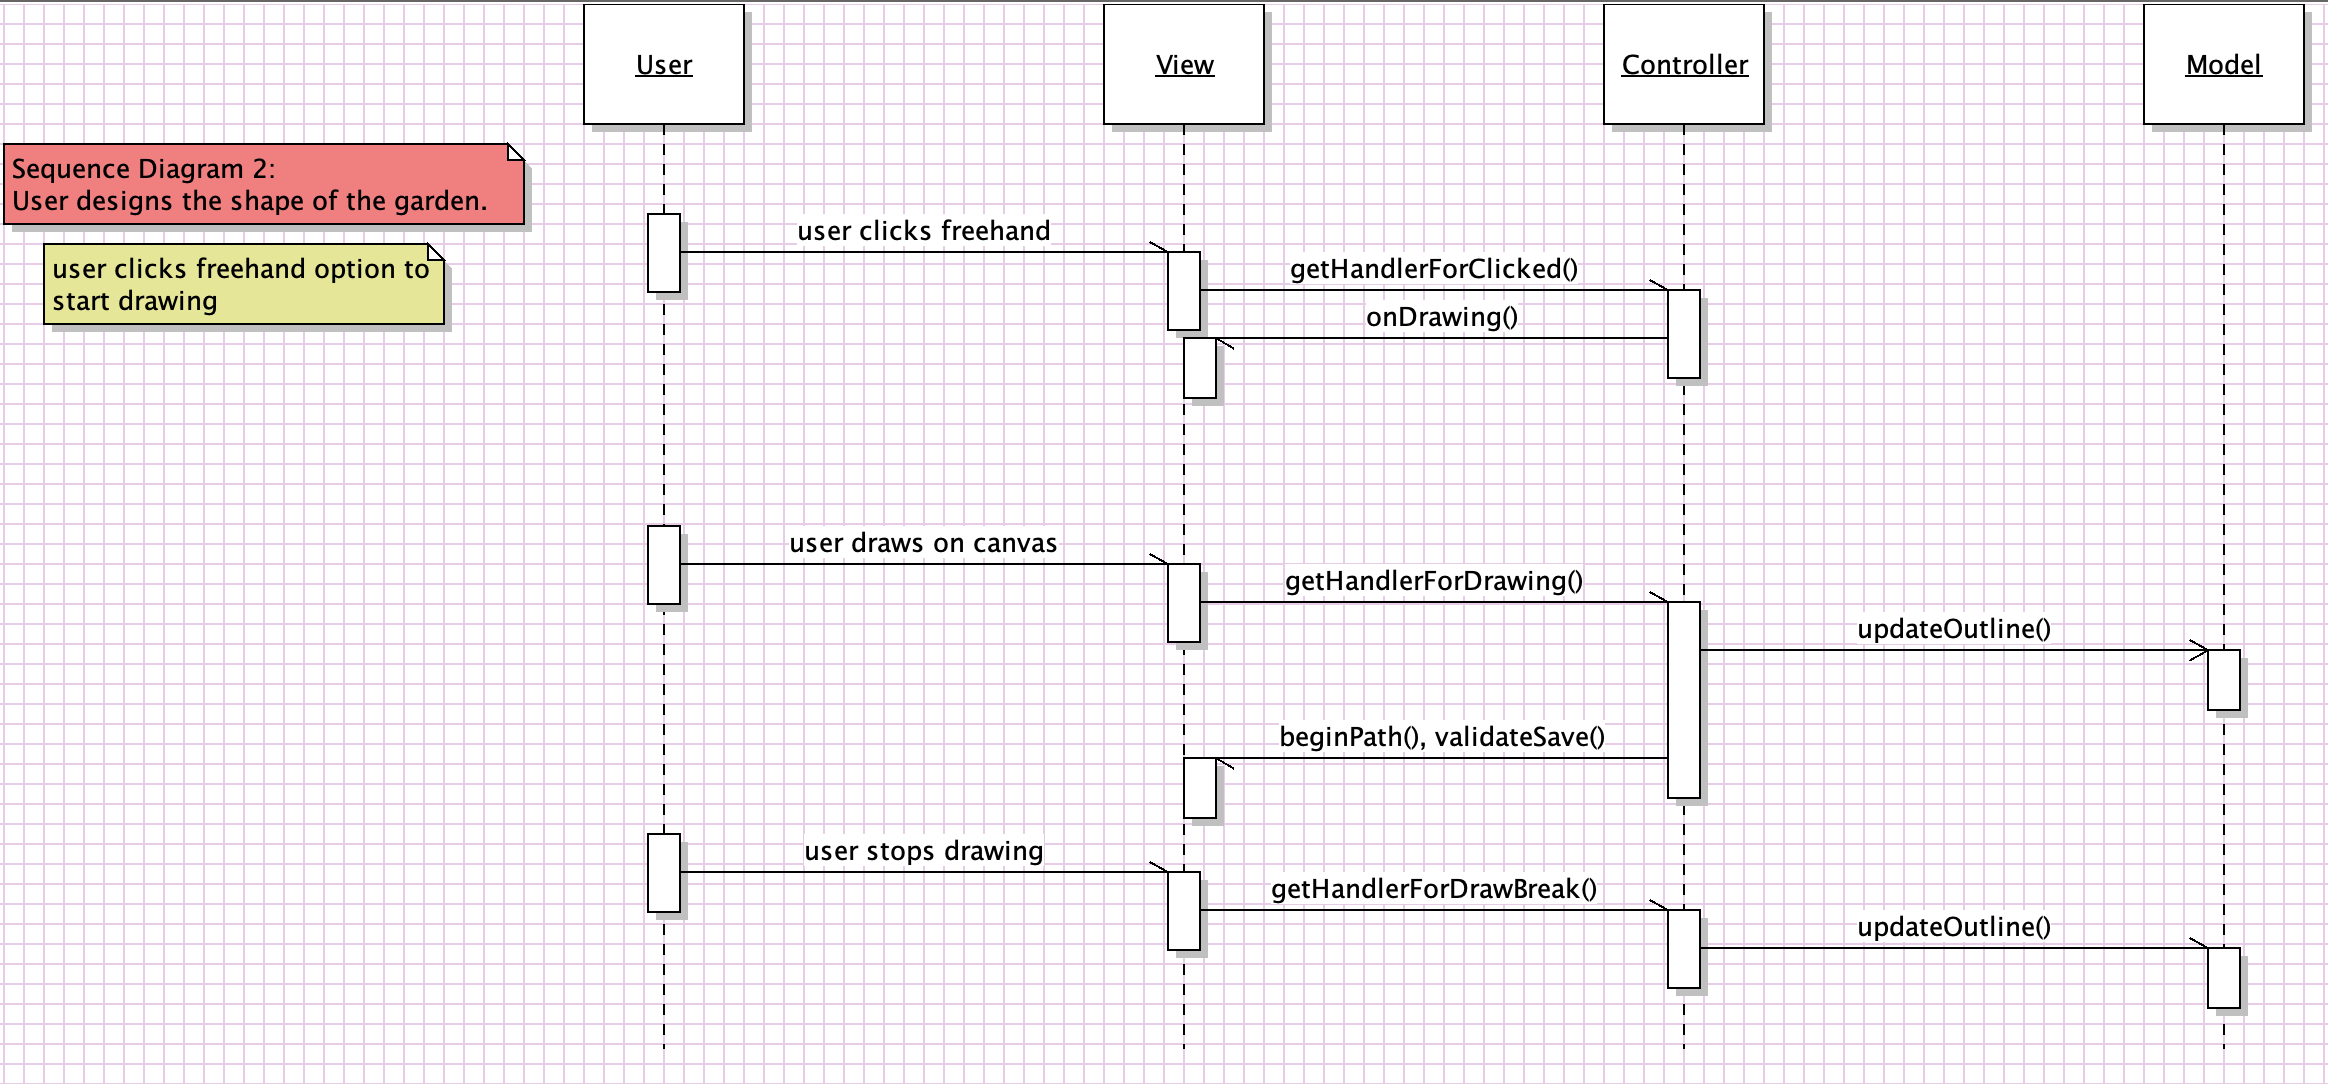 User
View
Controller
Model
Sequence Diagram 2:
User designs the shape of the garden.
user clicks freehand
user clicks freehand option to
start drawing
getHandlerForClicked()
onDrawing()
user draws on canvas
getHandlerForDrawing()
updateOutline()
beginPath(), validateSave()
user stops drawing
getHandlerForDrawBreak()
updateOutline()